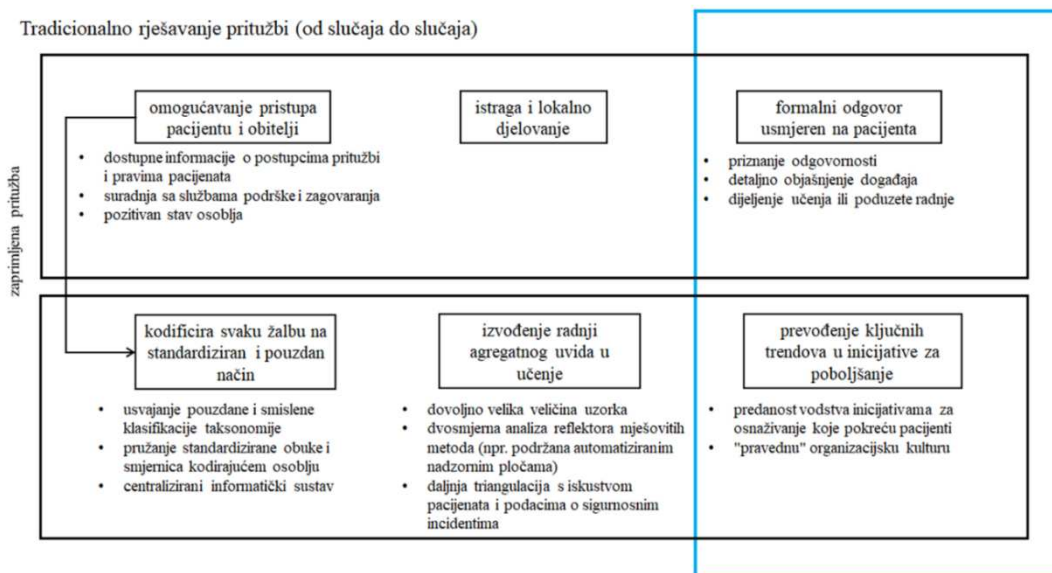 Tradicionalno rješavanje pritužbi (od slučaja do slučaja)
zaprimljena pritužba
omogućavanje pristupa
pacijentu i obitelji
• dostupne informacije o postupcima pritužbi
i pravima pacijenata
• suradnja sa službama podrške i zagovaranja
• pozitivan stav osoblja
istraga i lokalno
djelovanje
formalni odgovor
usmjeren na pacijenta
• priznanje odgovornosti
• detaljno objašnjenje događaja
• dijeljenje učenja ili poduzete radnje
kodificira svaku žalbu na
standardiziran i pouzdan
način
• usvajanje pouzdane i smislene
klasifikacije taksonomije
• pružanje standardizirane obuke i
smjernica kodirajućem osoblju
• centralizirani informatički sustav
izvođenje radnji
agregatnog uvida u
učenje
• dovoljno velika veličina uzorka
• dvosmjerna analiza reflektora mješovitih
metoda (npr. podržana automatiziranim
nadzornim pločama)
• daljnja triangulacija s iskustvom
pacijenata i podacima o sigurnosnim
incidentima
prevođenje ključnih
trendova u inicijative za
poboljšanje
• predanost vodstva inicijativama za
osnaživanje koje pokreću pacijenti
• "pravednu" organizacijsku kulturu